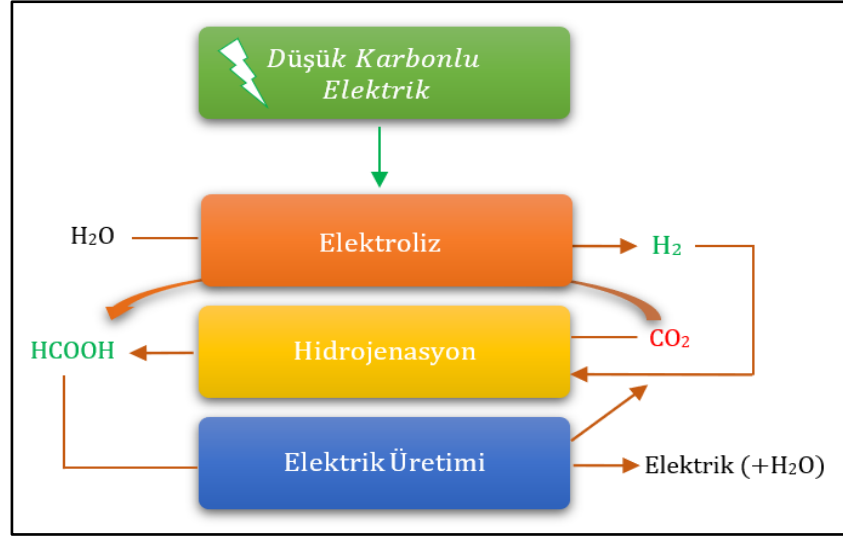 Düşük Karbonlu
Elektrik
H₂O
Elektroliz
H₂
HCOOH
Hidrojenasyon
CO₂
Elektrik Üretimi
Elektrik (+H₂O)